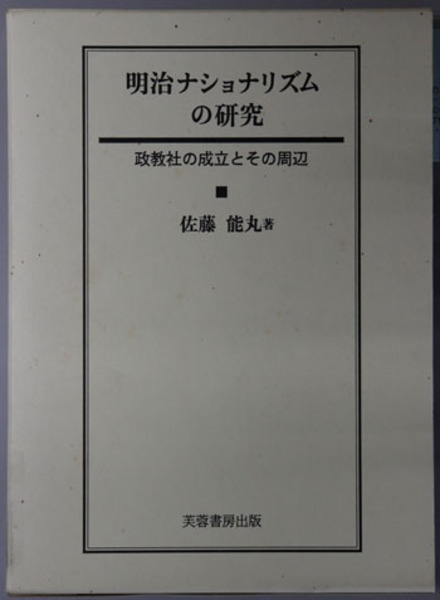 明治ナショナリズム
の研究
政教社の成立とその周辺
■
佐藤 能丸著
芙蓉書房出版